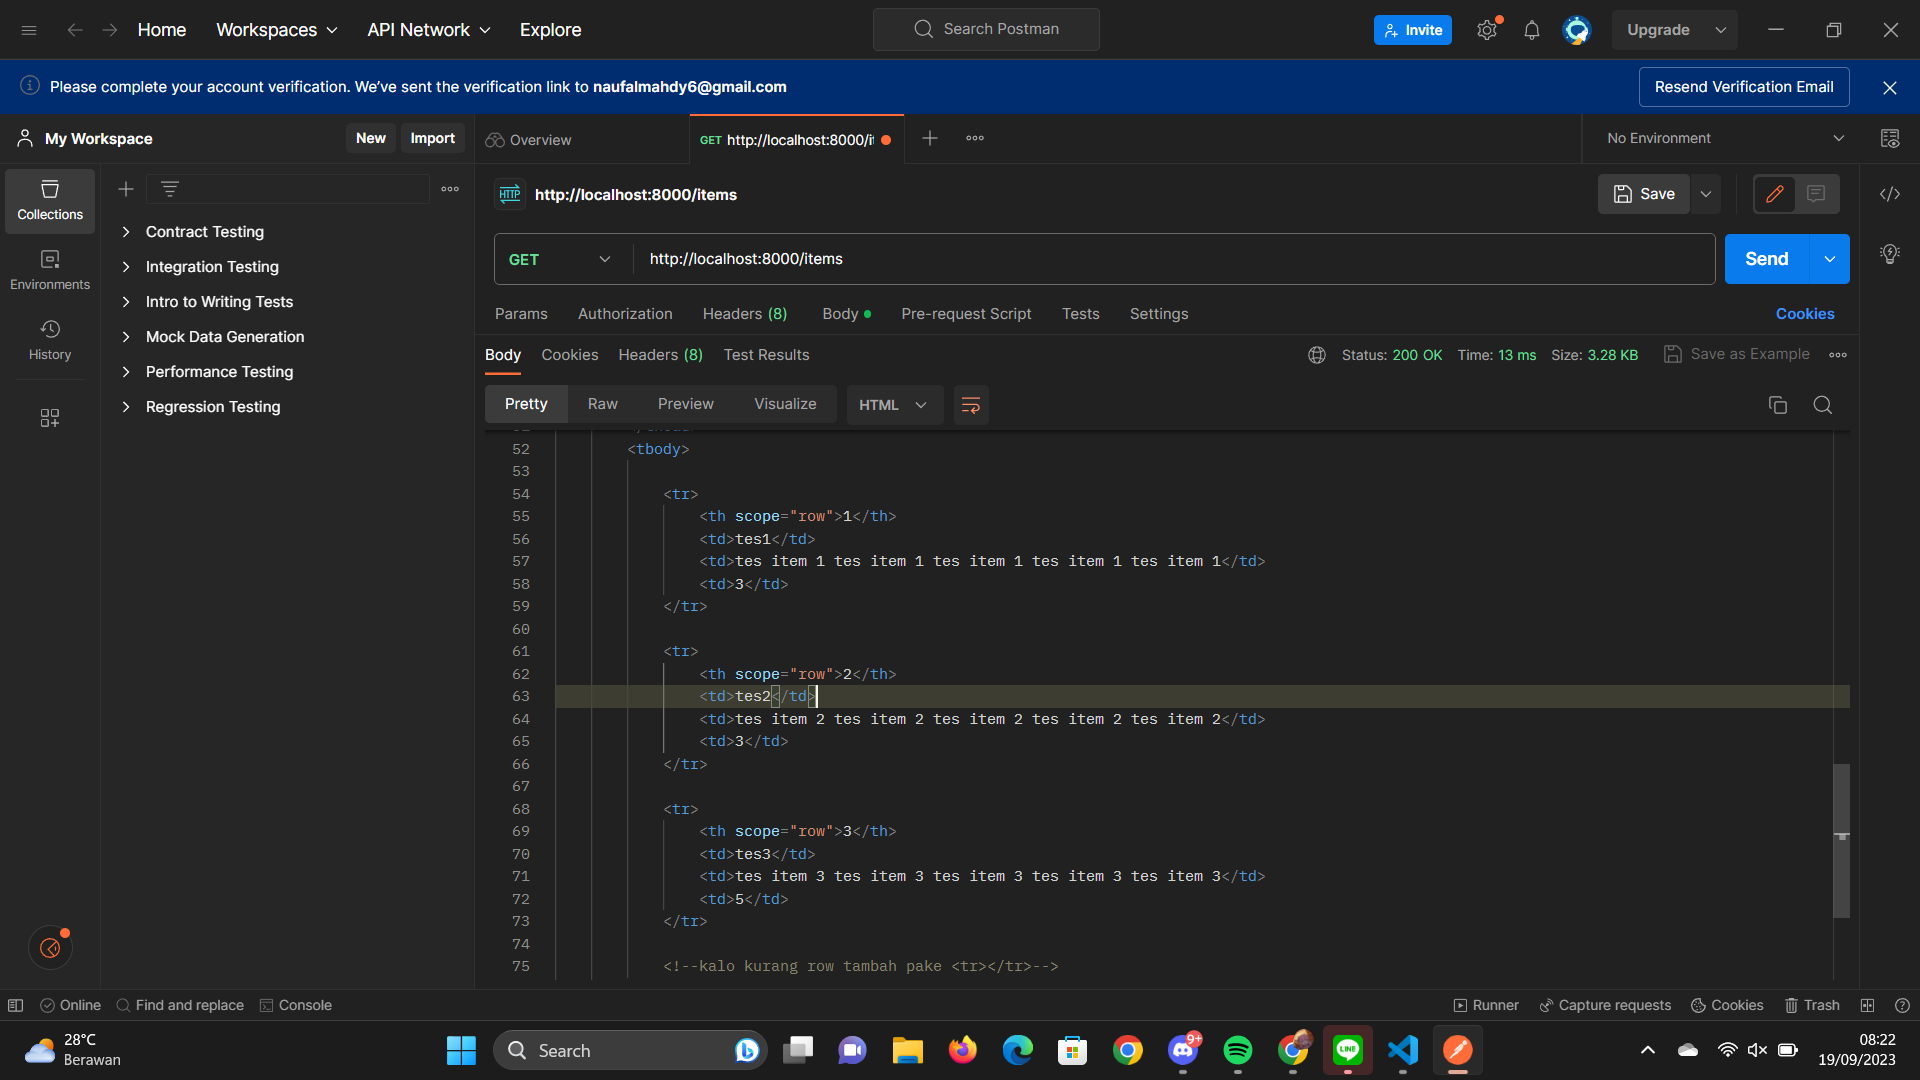 Home
Workspaces
API Network
Explore
Search Postman
Invite
Upgrade
Please complete your account verification. We've sent the verification link to naufalmahdy6@gmail.com
Resend Verification Email
My Workspace
New
Import
Overview
GET http://localhost:8000/i
No Environment
Collections
Environments
History
Contract Testing
Integration Testing
Intro to Writing Tests
Mock Data Generation
Performance Testing
Regression Testing
HTTP
http://localhost:8000/items
Save
GET
http://localhost:8000/items
Send
Params
Authorization
Headers (8)
Body
Pre-request Script
Tests
Settings
Cookies
Body
Cookies
Headers (8)
Test Results
Status: 200 OK
Time: 13 ms
Size: 3.28 KB
Save as Example
Pretty
Raw
Preview
Visualize
HTML
52 <tbody>
53
54 <tr>
55 <th scope="row">1</th>
56 <td>tes1</td>
57 <td>tes item 1 tes item 1 tes item 1 tes item 1 tes item 1</td>
58 <td>3</td>
59 </tr>
60
61 <tr>
62 <th scope="row">2</th>
63 <td>tes2</td>
64 <td>tes item 2 tes item 2 tes item 2 tes item 2 tes item 2</td>
65 <td>3</td>
66 </tr>
67
68 <tr>
69 <th scope="row">3</th>
70 <td>tes3</td>
71 <td>tes item 3 tes item 3 tes item 3 tes item 3 tes item 3</td>
72 <td>5</td>
73 </tr>
74
75 <!--kalo kurang row tambah pake <tr></tr>-->
Online
Find and replace
Console
Runner
Capture requests
Cookies
Trash
28°C
Berawan
Search
9+
LINE
08:22
19/09/2023